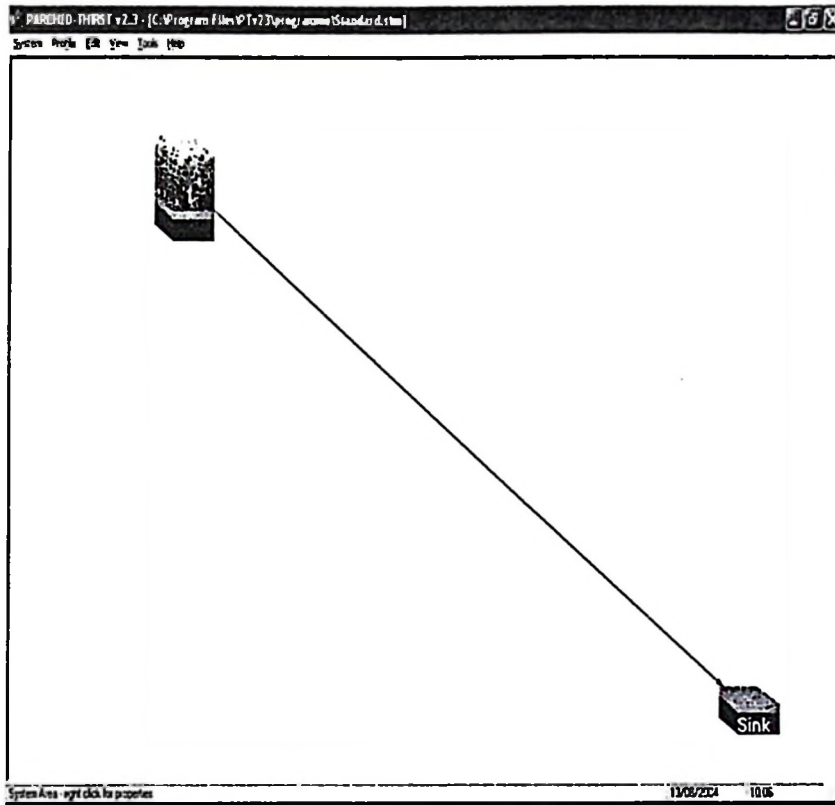 PARCHED-THIRST v2.3 - [C:\Program Files\PTv23\programme\Standard.stm]
System Profile Edit View Tools Help
Sink
System Area - right click for properties 13/08/2004 10:06